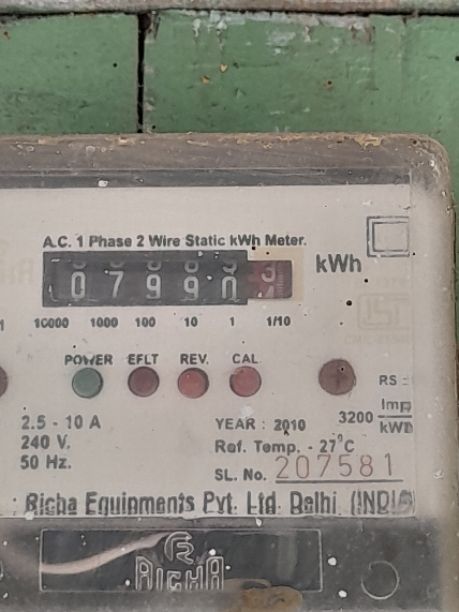 A.C. 1 Phase 2 Wire Static kWh Meter.
07990
kWh
10000 1000 100 10 1 1/10
POWER EFLT REV. CAL
RS
2.5 - 10 A
240 V.
50 Hz.
YEAR : 2010
Ref. Temp. - 27°C
SL. No. 207581
3200 Imp
kWh
Richa Equipments Pvt. Ltd. Delhi. (INDIA
RICHA